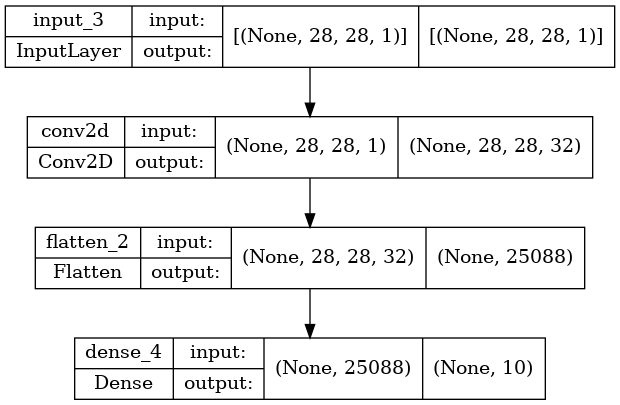 input_3 input: [(None, 28, 28, 1)] [(None, 28, 28, 1)]
InputLayer output:
conv2d input: (None, 28, 28, 1) (None, 28, 28, 32)
Conv2D output:
flatten_2 input: (None, 28, 28, 32) (None, 25088)
Flatten output:
dense_4 input: (None, 25088) (None, 10)
Dense output: